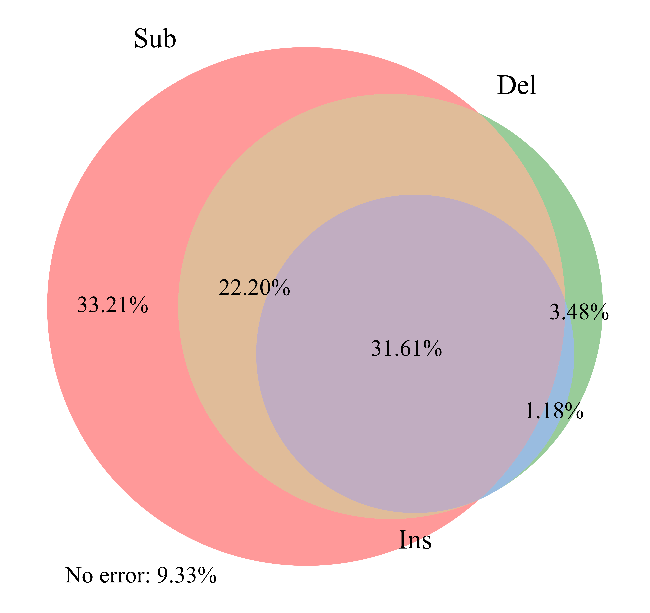 Sub
Del
22.20%
33.21%
3.48%
31.61%
1.18%
Ins
No error: 9.33%